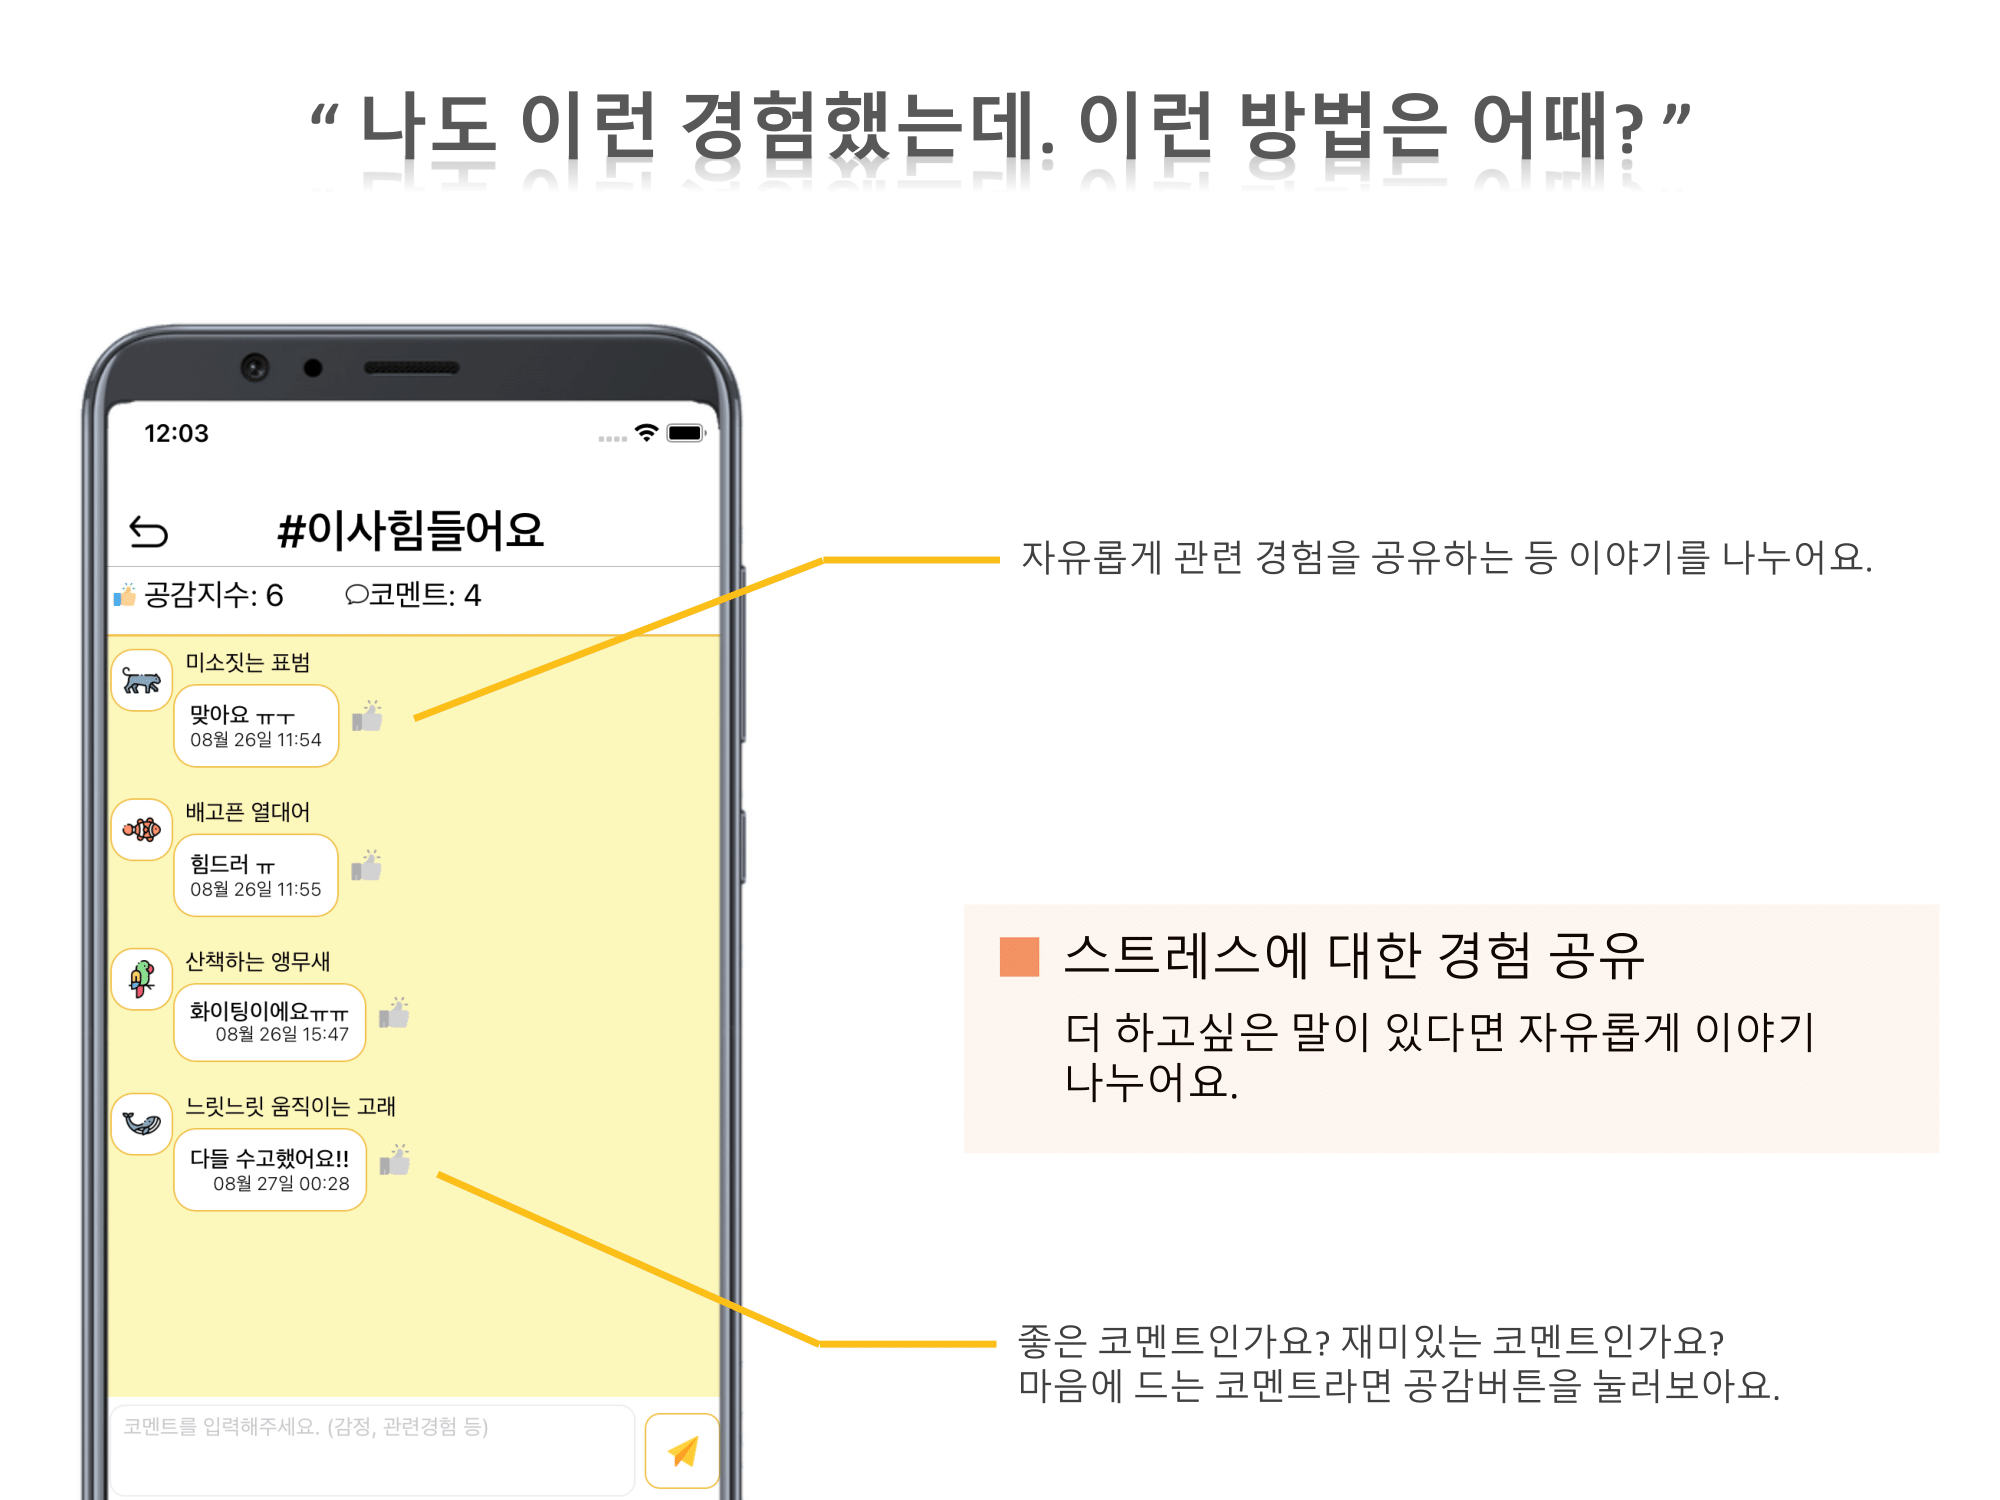 “ 나도 이런 경험했는데. 이런 방법은 어때? ”
12:03
#이사힘들어요
공감지수: 6 코멘트: 4
미소짓는 표범
맞아요 ㅠㅜ
08월 26일 11:54
배고픈 열대어
힘드러 ㅠ
08월 26일 11:55
산책하는 앵무새
화이팅이에요ㅠㅠ
08월 26일 15:47
느릿느릿 움직이는 고래
다들 수고했어요!!
08월 27일 00:28
코멘트를 입력해주세요. (감정, 관련경험 등)
자유롭게 관련 경험을 공유하는 등 이야기를 나누어요.
스트레스에 대한 경험 공유
더 하고싶은 말이 있다면 자유롭게 이야기
나누어요.
좋은 코멘트인가요? 재미있는 코멘트인가요?
마음에 드는 코멘트라면 공감버튼을 눌러보아요.